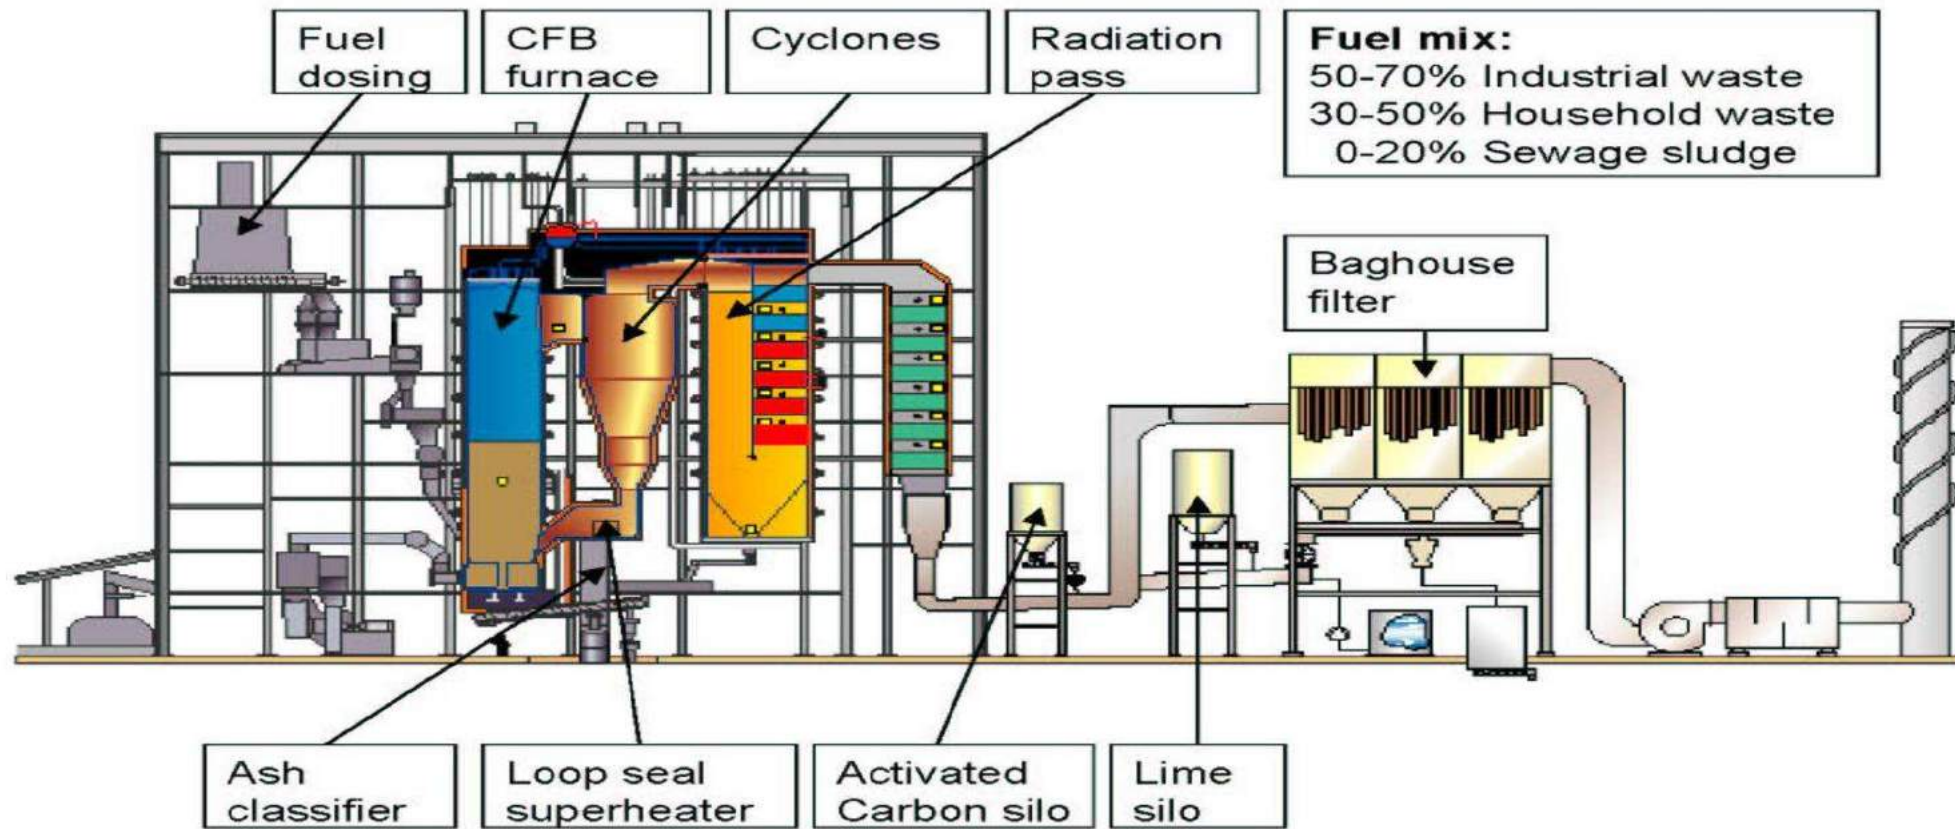 Fuel
dosing
CFB
furnace
Cyclones
Radiation
pass
Fuel mix:
50-70% Industrial waste
30-50% Household waste
0-20% Sewage sludge
Baghouse
filter
Ash
classifier
Loop seal
superheater
Activated
Carbon silo
Lime
silo